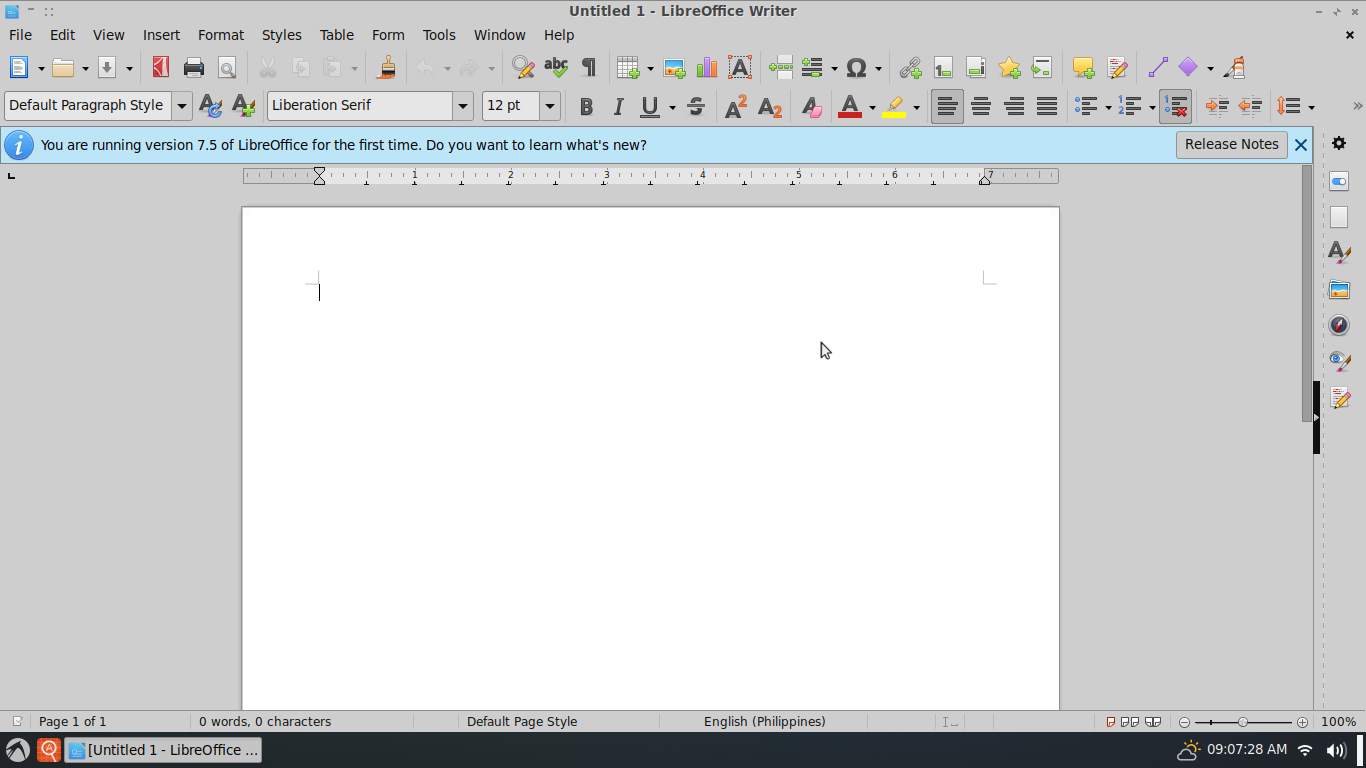 Untitled 1 - LibreOffice Writer
File Edit View Insert Format Styles Table Form Tools Window Help
Default Paragraph Style Liberation Serif 12 pt
You are running version 7.5 of LibreOffice for the first time. Do you want to learn what's new? Release Notes
1 2 3 4 5 6 7
Page 1 of 1 0 words, 0 characters Default Page Style English (Philippines) 100%
[Untitled 1 - LibreOffice ... 09:07:28 AM